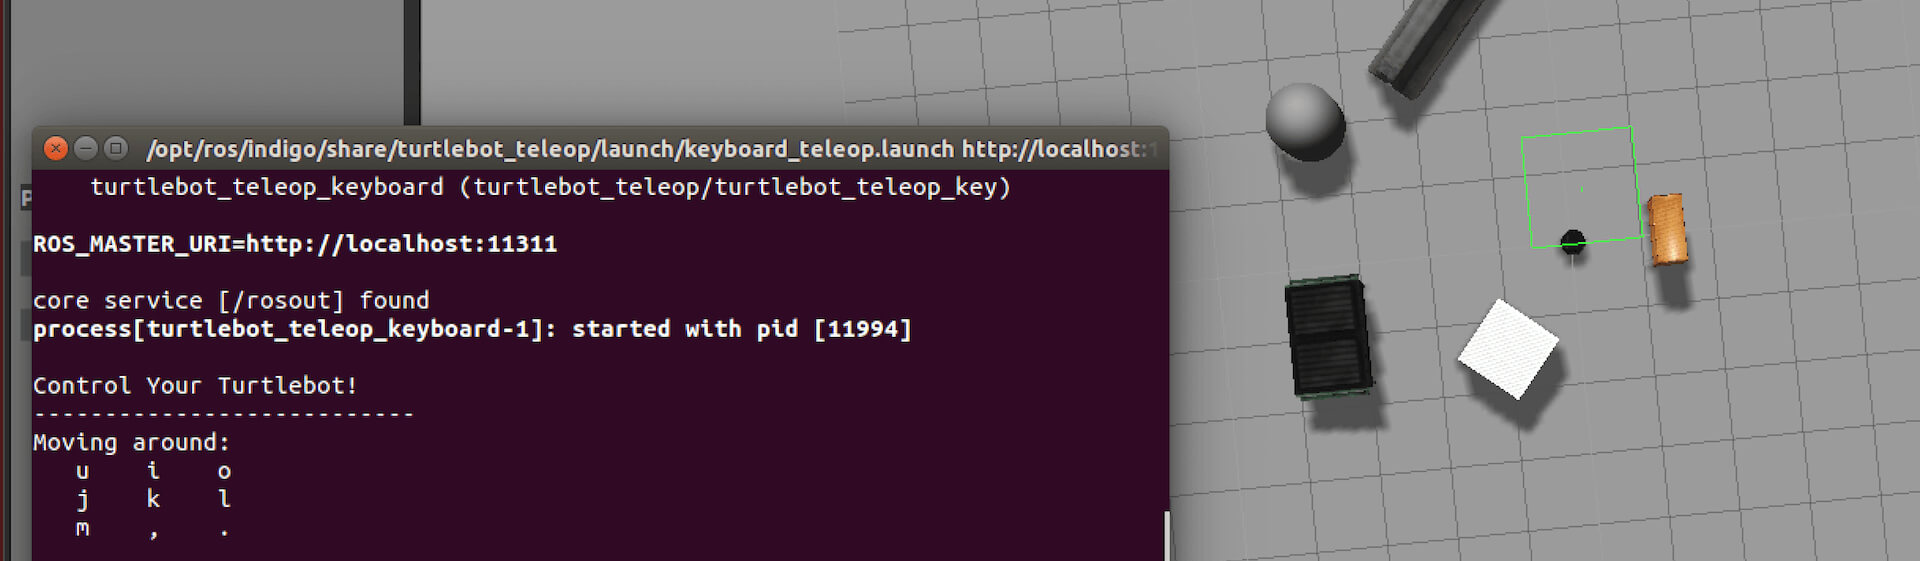 /opt/ros/indigo/share/turtlebot_teleop/launch/keyboard_teleop.launch http://localhost:1
turtlebot_teleop_keyboard (turtlebot_teleop/turtlebot_teleop_key)
ROS_MASTER_URI=http://localhost:11311
core service [/rosout] found
process[turtlebot_teleop_keyboard-1]: started with pid [11994]
Control Your Turtlebot!
---------------------------
Moving around:
u i o
j k l
m , .